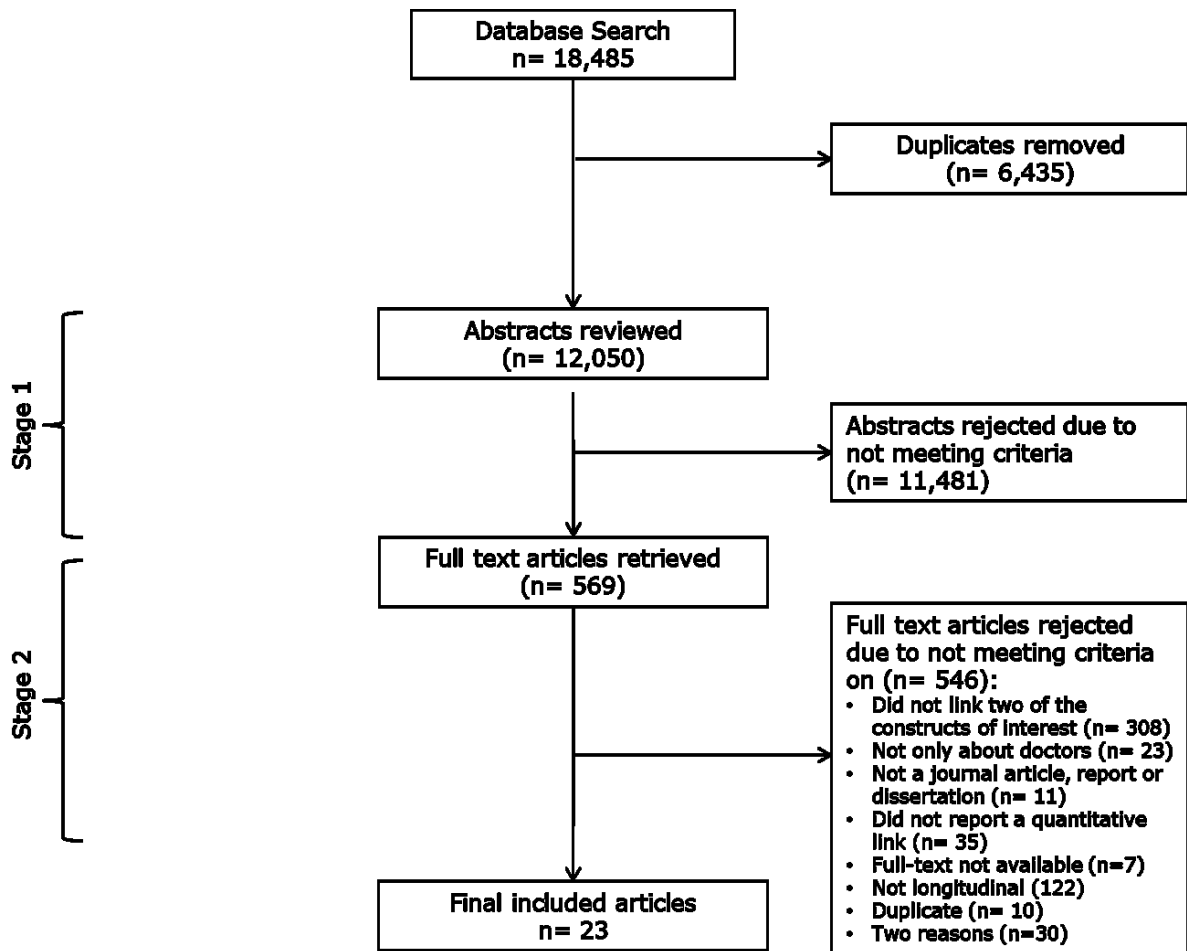 Database Search
n= 18,485
Duplicates removed
(n= 6,435)
Stage 1
Abstracts reviewed
(n= 12,050)
Abstracts rejected due to
not meeting criteria
(n= 11,481)
Stage 2
Full text articles retrieved
(n= 569)
Full text articles rejected
due to not meeting criteria
on (n= 546):
• Did not link two of the
constructs of interest (n= 308)
• Not only about doctors (n= 23)
• Not a journal article, report or
dissertation (n= 11)
• Did not report a quantitative
link (n= 35)
• Full-text not available (n=7)
• Not longitudinal (122)
• Duplicate (n= 10)
• Two reasons (n=30)
Final included articles
n= 23